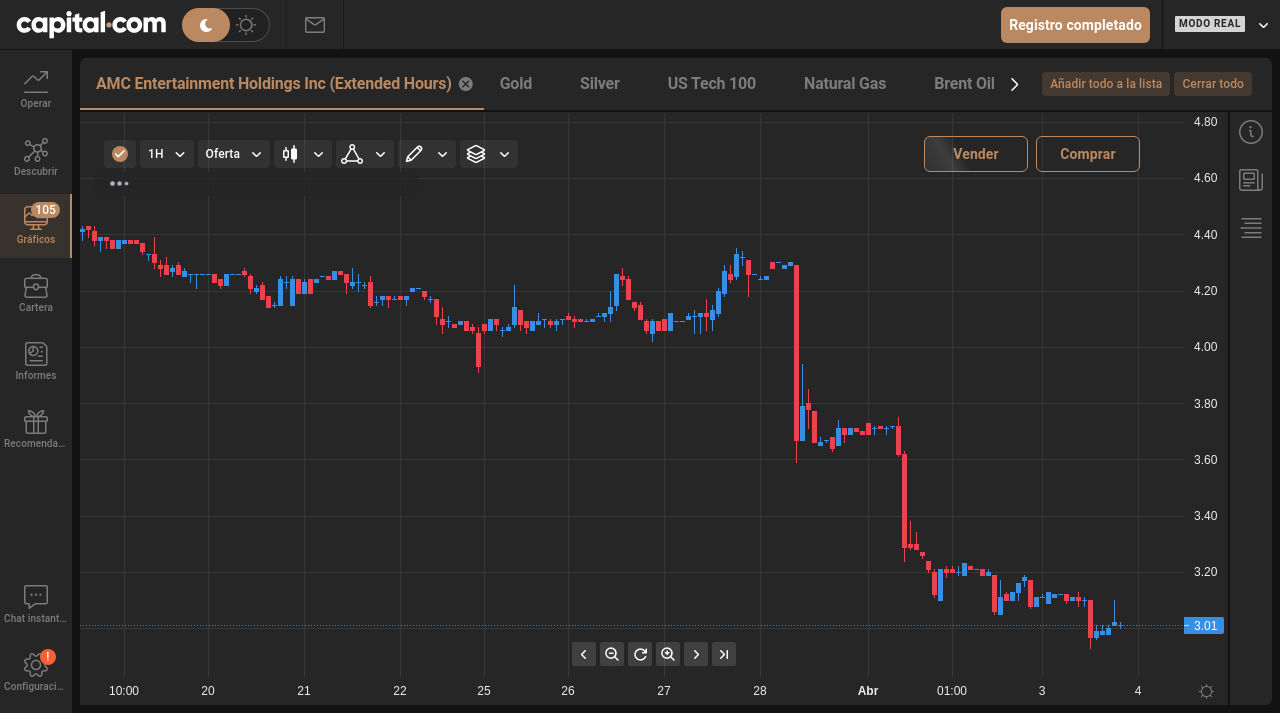 capital.com
Registro completado
MODO REAL
AMC Entertainment Holdings Inc (Extended Hours)
Gold
Silver
US Tech 100
Natural Gas
Brent Oil
Añadir todo a la lista
Cerrar todo
Operar
Descubrir
105
Gráficos
Cartera
Informes
Recomenda...
Chat instant...
!
Configuraci...
1H
Oferta
Vender
Comprar
4.80
4.60
4.40
4.20
4.00
3.80
3.60
3.40
3.20
3.01
10:00
20
21
22
25
26
27
28
Abr
01:00
3
4